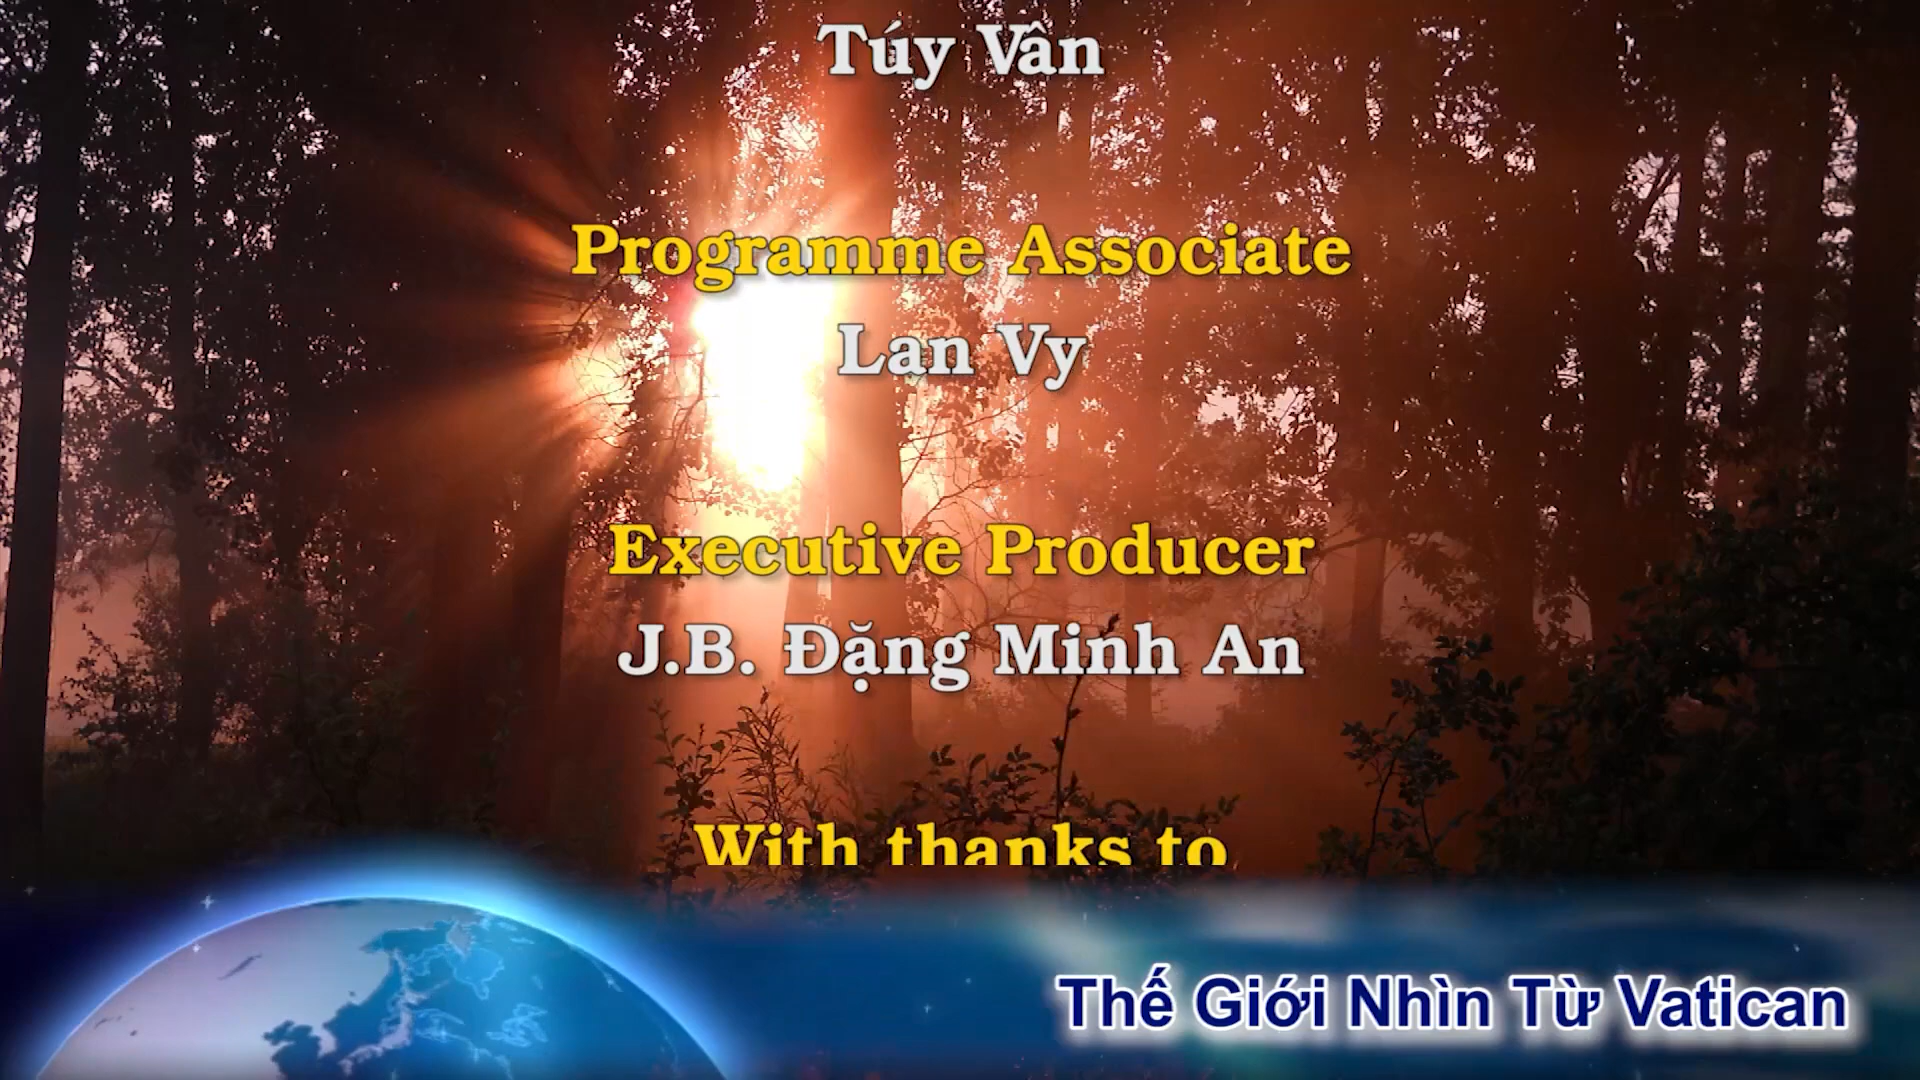 Túy Vân
Programme Associate
Lan Vy
Executive Producer
J.B. Đặng Minh An
With thanks to
Thế Giới Nhìn Từ Vatican